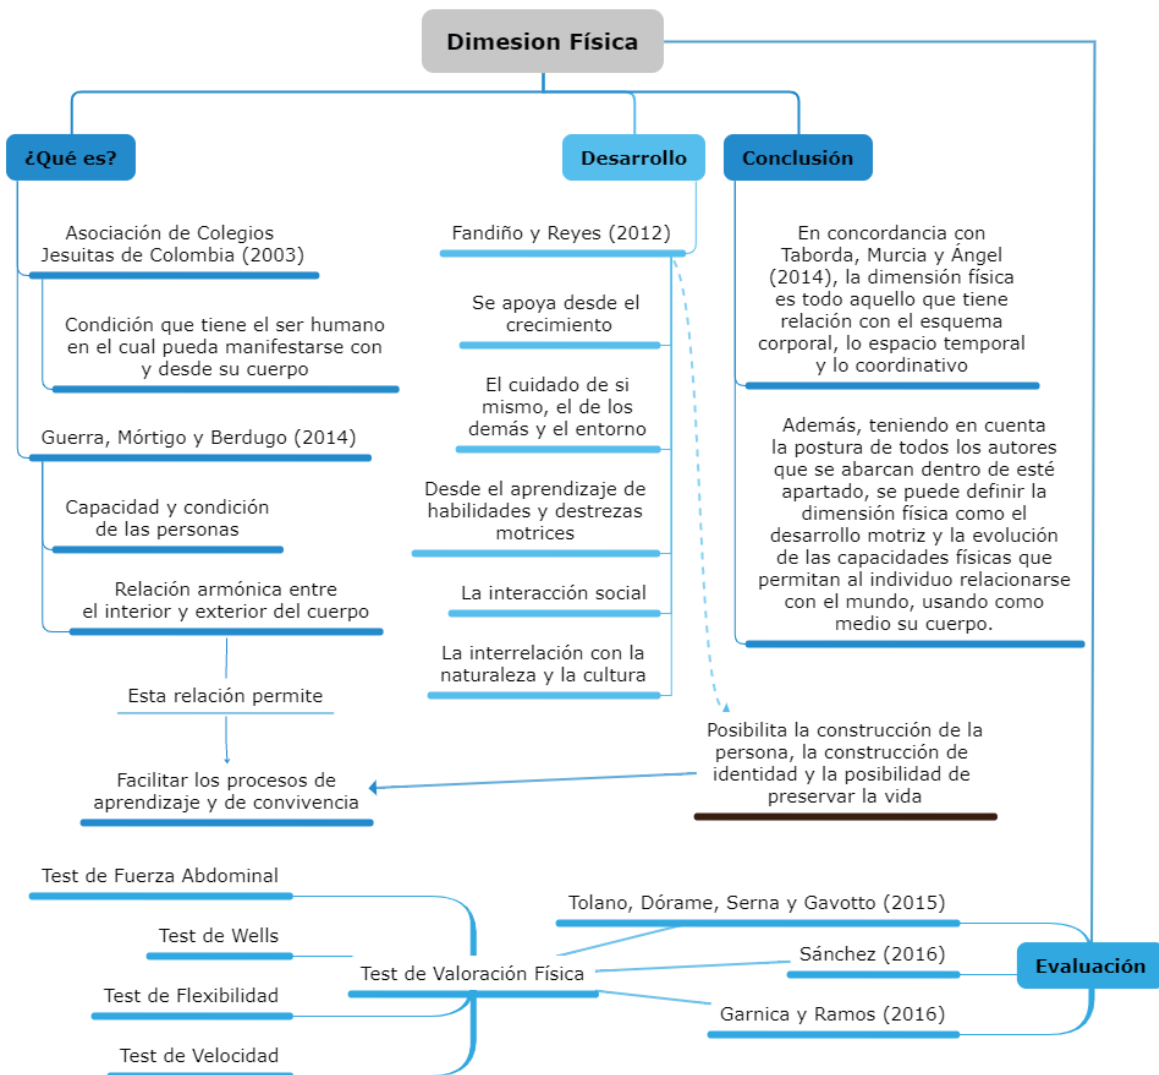 Dimesion Física
¿Qué es?
Asociación de Colegios
Jesuitas de Colombia (2003)
Condición que tiene el ser humano
en el cual pueda manifestarse con
y desde su cuerpo
Guerra, Mórtigo y Berdugo (2014)
Capacidad y condición
de las personas
Relación armónica entre
el interior y exterior del cuerpo
Esta relación permite
Facilitar los procesos de
aprendizaje y de convivencia
Desarrollo
Fandiño y Reyes (2012)
Se apoya desde el
crecimiento
El cuidado de si
mismo, el de los
demás y el entorno
Desde el aprendizaje de
habilidades y destrezas
motrices
La interacción social
La interrelación con la
naturaleza y la cultura
Posibilita la construcción de la
persona, la construcción de
identidad y la posibilidad de
preservar la vida
Conclusión
En concordancia con
Taborda, Murcia y Ángel
(2014), la dimensión física
es todo aquello que tiene
relación con el esquema
corporal, lo espacio temporal
y lo coordinativo
Además, teniendo en cuenta
la postura de todos los autores
que se abarcan dentro de esté
apartado, se puede definir la
dimensión física como el
desarrollo motriz y la evolución
de las capacidades físicas que
permitan al individuo relacionarse
con el mundo, usando como
medio su cuerpo.
Evaluación
Tolano, Dórame, Serna y Gavotto (2015)
Sánchez (2016)
Garnica y Ramos (2016)
Test de Valoración Física
Test de Fuerza Abdominal
Test de Wells
Test de Flexibilidad
Test de Velocidad